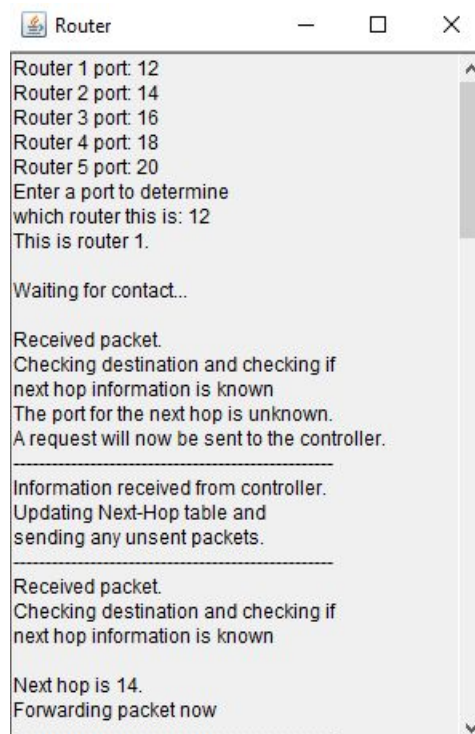 Router
Router 1 port: 12
Router 2 port: 14
Router 3 port: 16
Router 4 port: 18
Router 5 port: 20
Enter a port to determine
which router this is: 12
This is router 1.
Waiting for contact...
Received packet.
Checking destination and checking if
next hop information is known
The port for the next hop is unknown.
A request will now be sent to the controller.
--------------------------------------------------------
Information received from controller.
Updating Next-Hop table and
sending any unsent packets.
--------------------------------------------------------
Received packet.
Checking destination and checking if
next hop information is known
Next hop is 14.
Forwarding packet now